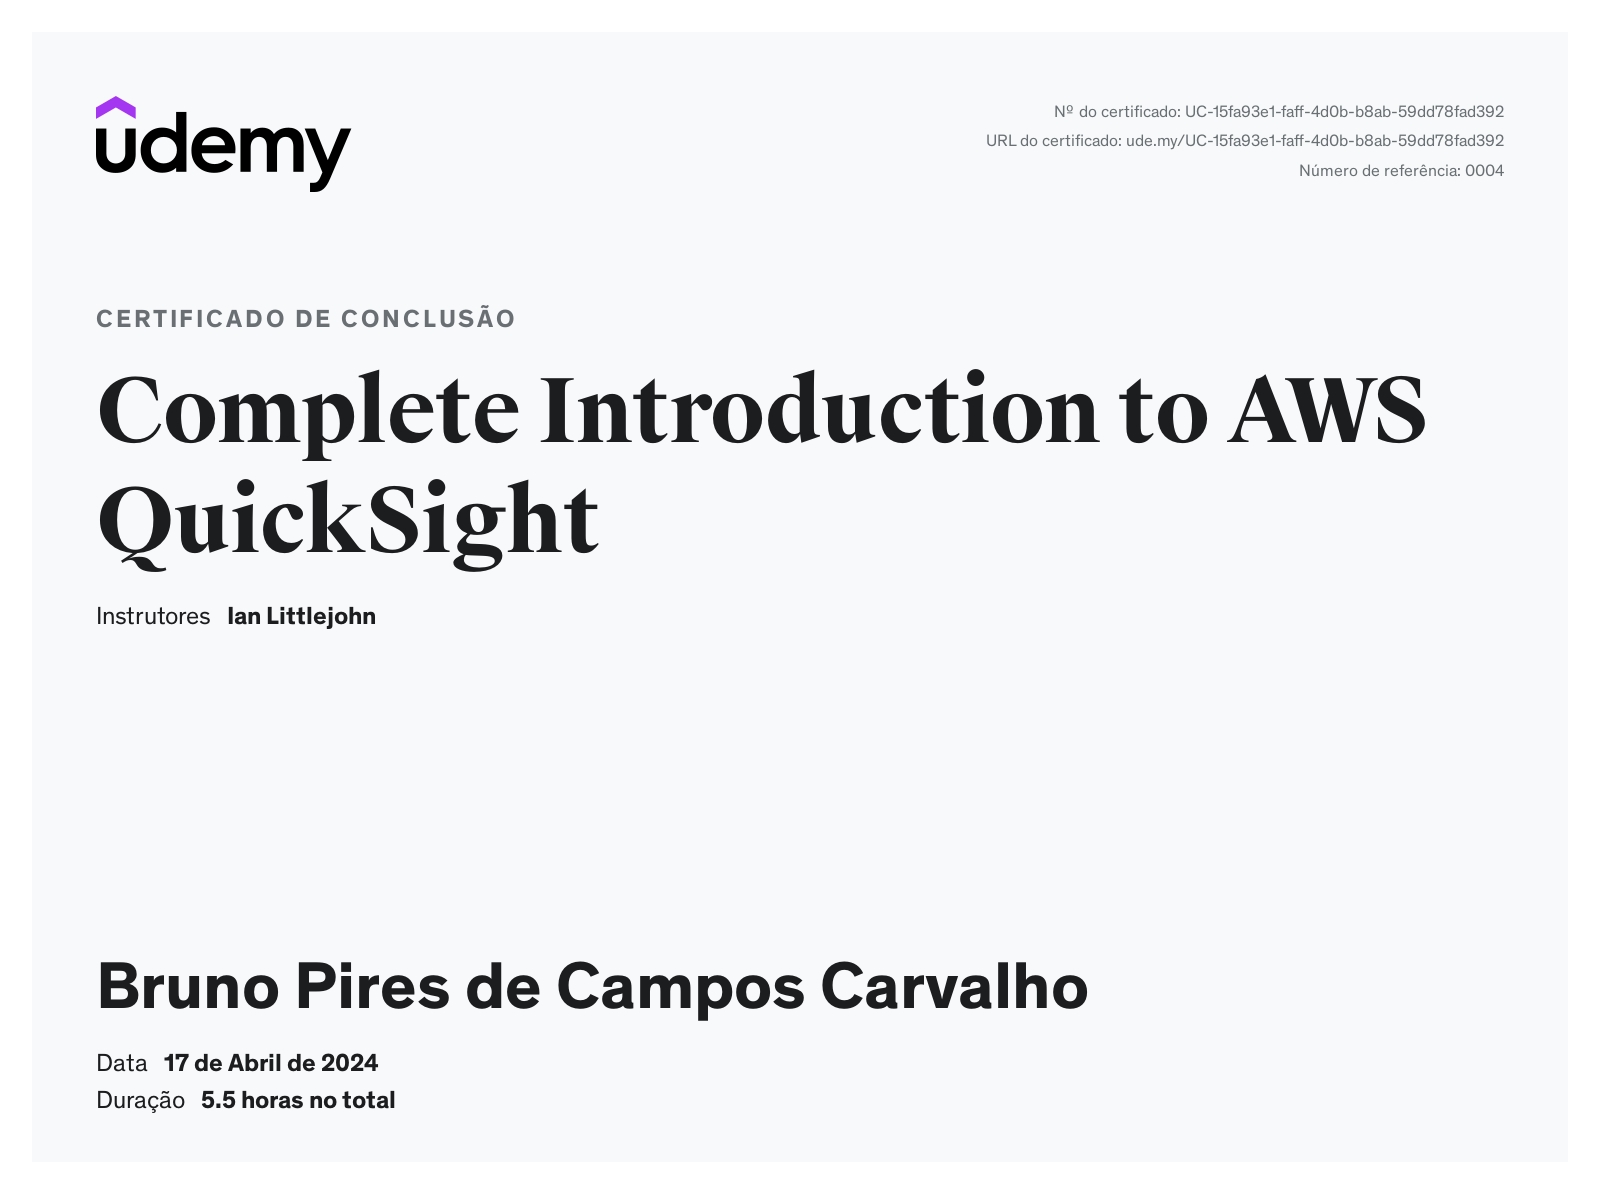 udemy
Nº do certificado: UC-15fa93e1-faff-4d0b-b8ab-59dd78fad392
URL do certificado: ude.my/UC-15fa93e1-faff-4d0b-b8ab-59dd78fad392
Número de referência: 0004
CERTIFICADO DE CONCLUSÃO
Complete Introduction to AWS
QuickSight
Instrutores Ian Littlejohn
Bruno Pires de Campos Carvalho
Data 17 de Abril de 2024
Duração 5.5 horas no total